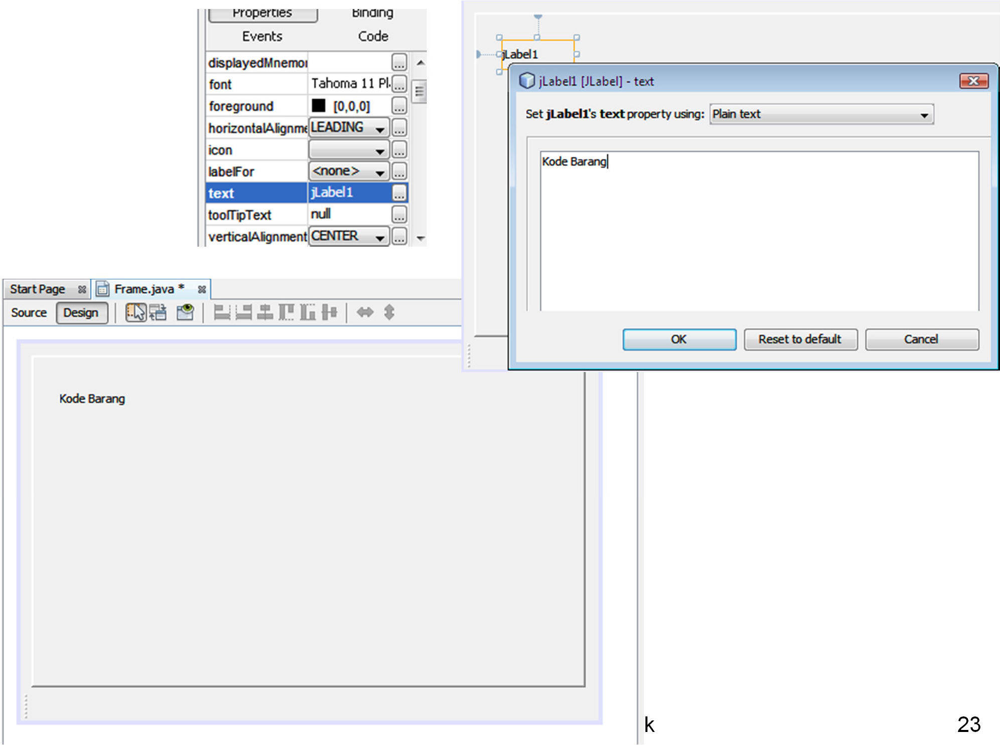 Properties Binding
Events Code
displayedMnemor ...
font Tahoma 11 Pl. ...
foreground [0,0,0] ...
horizontalAlignme LEADING ...
icon ...
labelFor <none> ...
text jLabel1 ...
toolTipText null ...
verticalAlignment CENTER ...
jLabel1
jLabel1 [JLabel] - text
Set jLabel1's text property using: Plain text
Kode Barang
OK Reset to default Cancel
Start Page Frame.java *
Source Design
Kode Barang
k 23